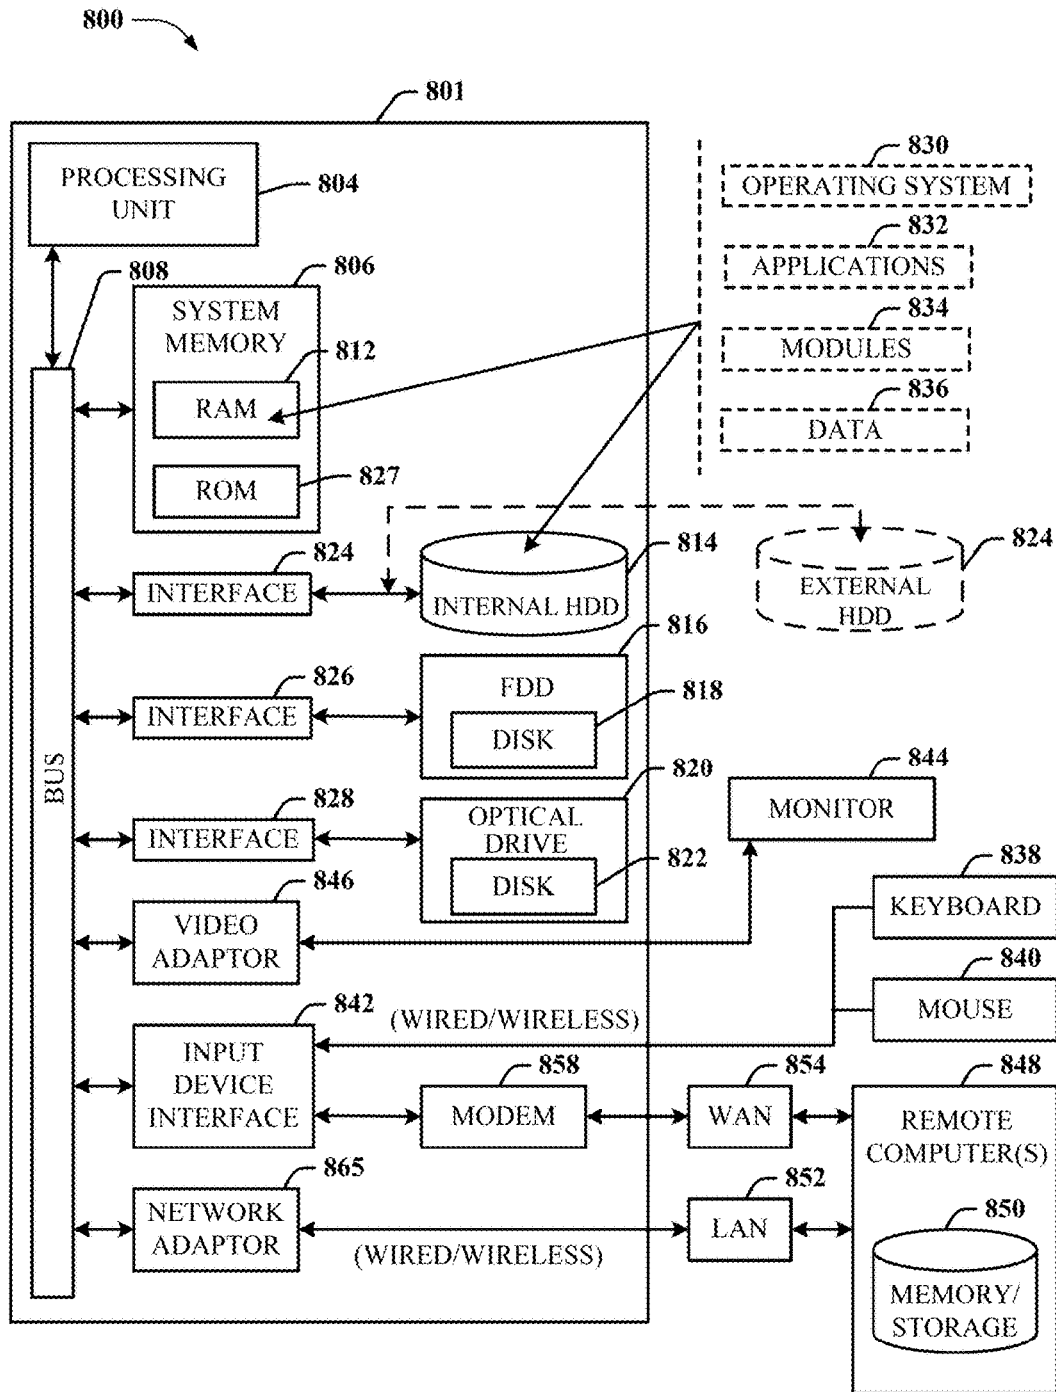 800
801
PROCESSING
UNIT
804
830
OPERATING SYSTEM
808
806
832
APPLICATIONS
SYSTEM
MEMORY
812
834
MODULES
RAM
836
DATA
ROM
827
824
INTERFACE
814
INTERNAL HDD
824
EXTERNAL
HDD
816
826
INTERFACE
FDD
818
DISK
BUS
820
844
MONITOR
828
INTERFACE
OPTICAL
DRIVE
822
DISK
838
KEYBOARD
846
VIDEO
ADAPTOR
840
MOUSE
842
(WIRED/WIRELESS)
INPUT
DEVICE
INTERFACE
858
MODEM
854
WAN
848
REMOTE
COMPUTER(S)
865
NETWORK
ADAPTOR
(WIRED/WIRELESS)
852
LAN
850
MEMORY/
STORAGE